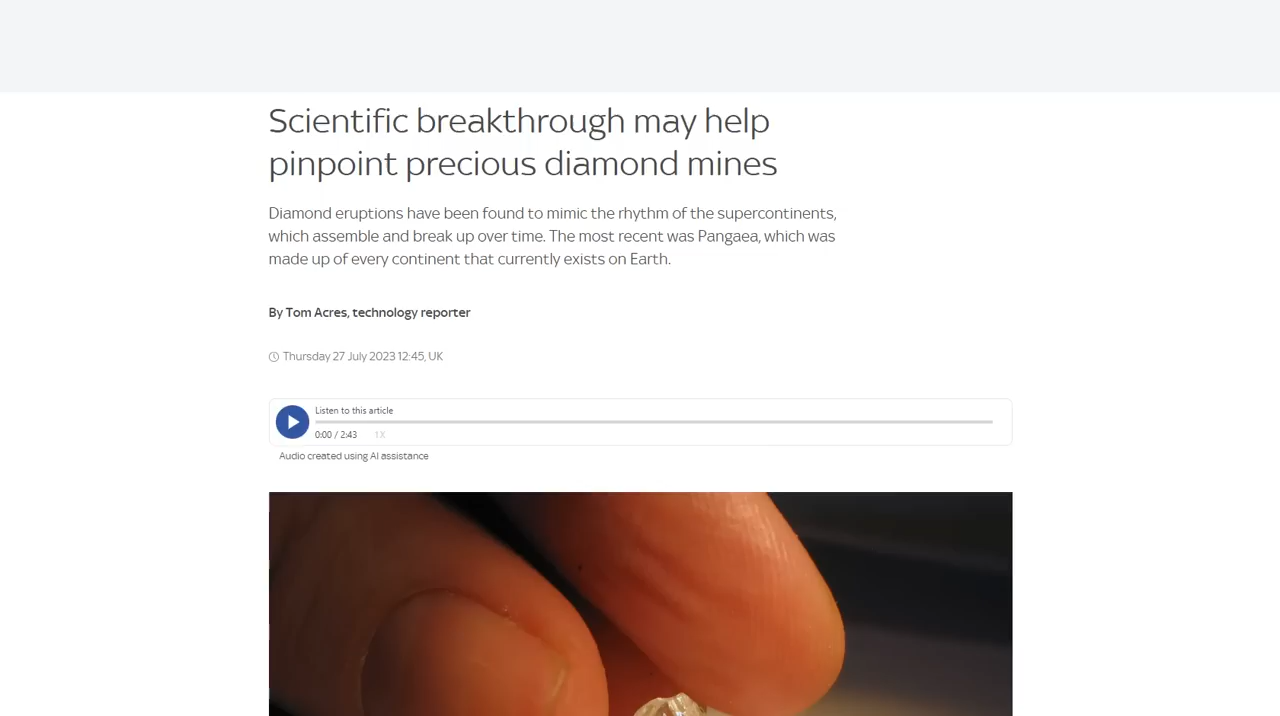 Scientific breakthrough may help
pinpoint precious diamond mines
Diamond eruptions have been found to mimic the rhythm of the supercontinents,
which assemble and break up over time. The most recent was Pangaea, which was
made up of every continent that currently exists on Earth.
By Tom Acres, technology reporter
Thursday 27 July 2023 12:45, UK
Listen to this article
0:00 / 2:43 1X
Audio created using AI assistance